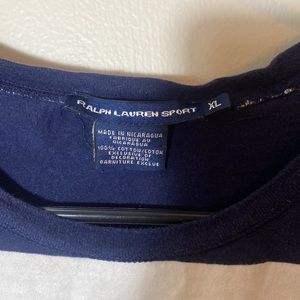 RALPH LAUREN SPORT XL
MADE IN NICARAGUA
FABRIQUE AU
NICARAGUA
100% COTTON/COTON
EXCLUSIVE OF
DECORATION
GARNITURE EXCLUE